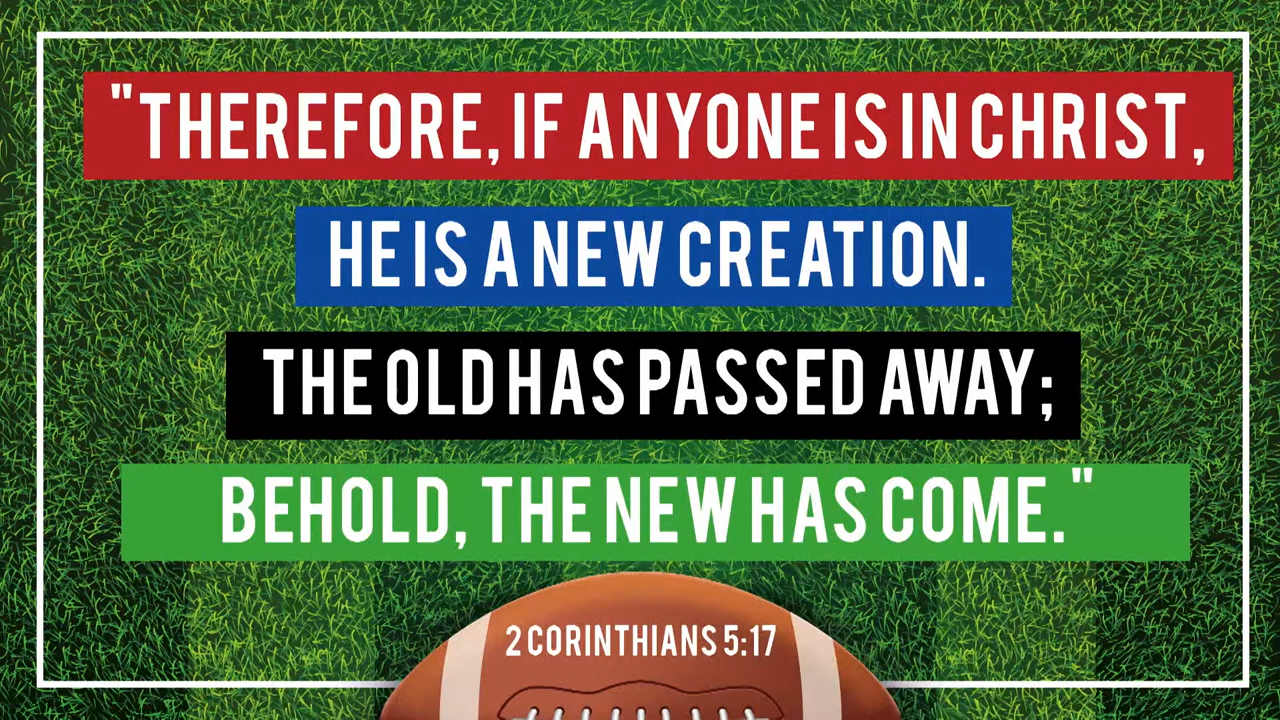 "THEREFORE, IF ANYONE IS IN CHRIST,
HE IS A NEW CREATION.
THE OLD HAS PASSED AWAY;
BEHOLD, THE NEW HAS COME."
2 CORINTHIANS 5:17